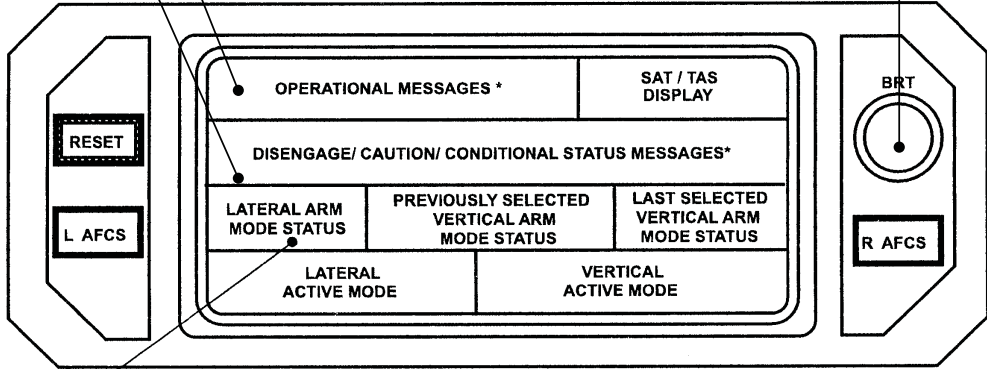 OPERATIONAL MESSAGES *
SAT / TAS
DISPLAY
BRT
RESET
DISENGAGE/ CAUTION/ CONDITIONAL STATUS MESSAGES*
LATERAL ARM
MODE STATUS
PREVIOUSLY SELECTED
VERTICAL ARM
MODE STATUS
LAST SELECTED
VERTICAL ARM
MODE STATUS
L AFCS
R AFCS
LATERAL
ACTIVE MODE
VERTICAL
ACTIVE MODE